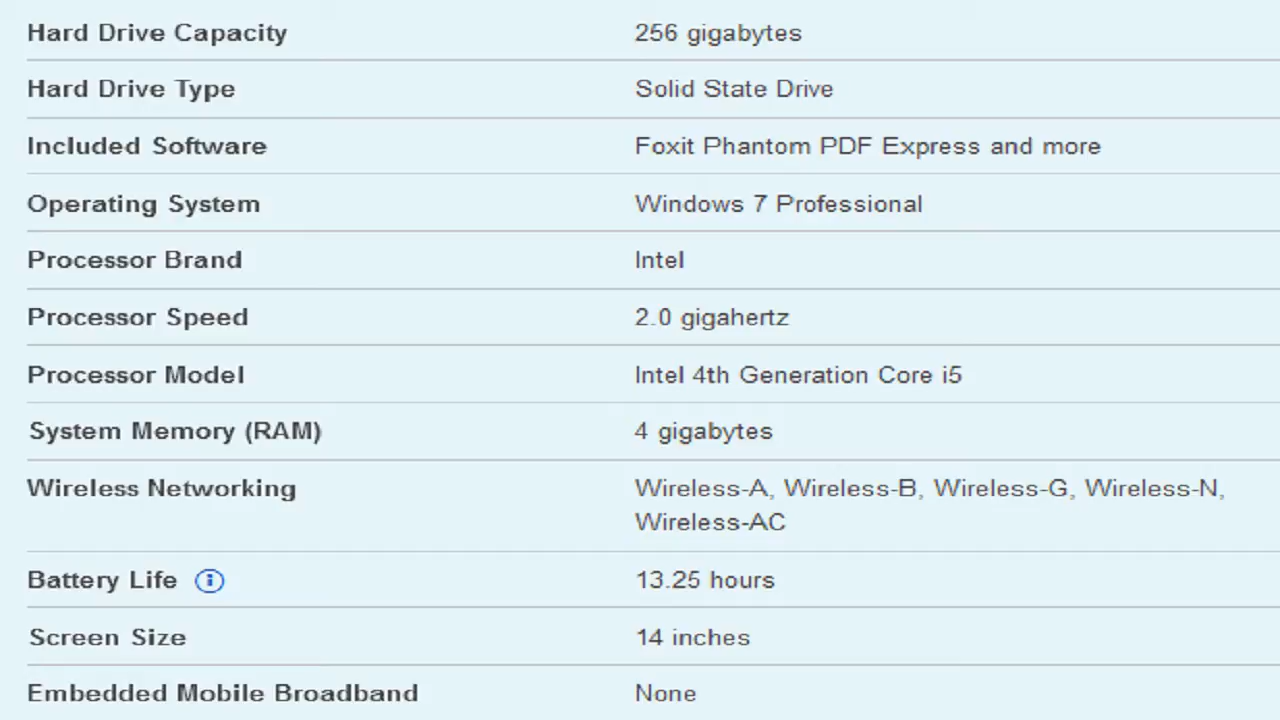 Hard Drive Capacity 256 gigabytes
Hard Drive Type Solid State Drive
Included Software Foxit Phantom PDF Express and more
Operating System Windows 7 Professional
Processor Brand Intel
Processor Speed 2.0 gigahertz
Processor Model Intel 4th Generation Core i5
System Memory (RAM) 4 gigabytes
Wireless Networking Wireless-A, Wireless-B, Wireless-G, Wireless-N,
Wireless-AC
Battery Life i 13.25 hours
Screen Size 14 inches
Embedded Mobile Broadband None